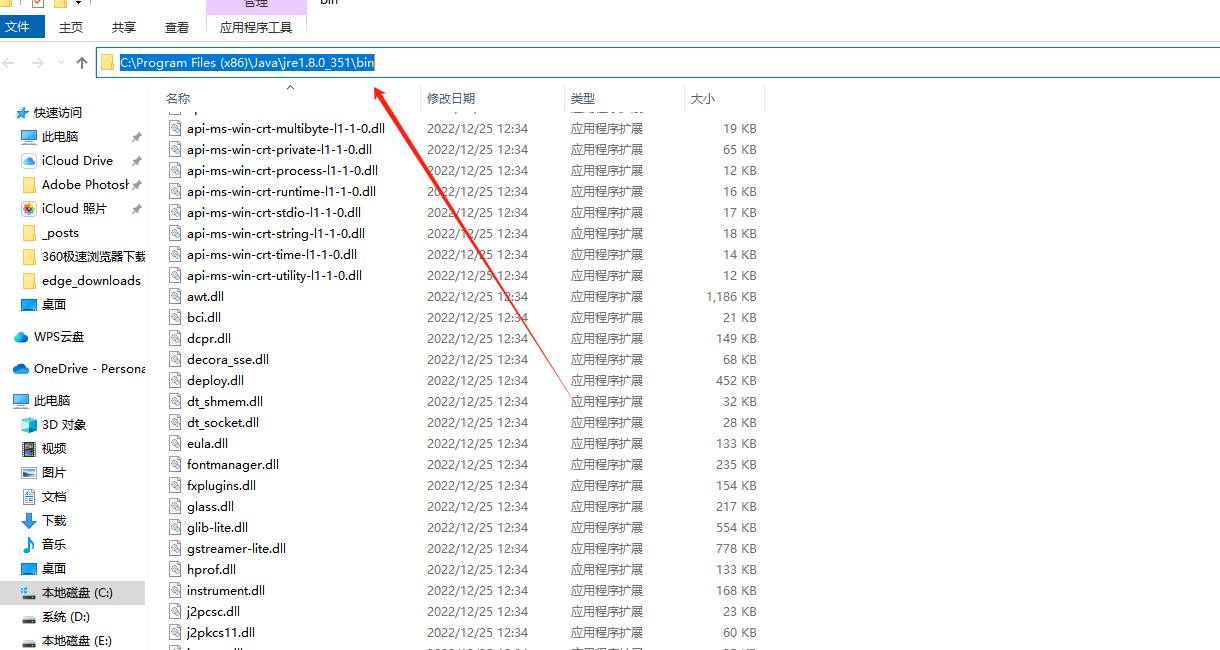 管理
bin
文件 主页 共享 查看 应用程序工具
C:\Program Files (x86)\Java\jre1.8.0_351\bin
名称 修改日期 类型 大小
快速访问
此电脑
iCloud Drive
Adobe Photosh
iCloud 照片
_posts
360极速浏览器下载
edge_downloads
桌面
WPS云盘
OneDrive - Persona
此电脑
3D 对象
视频
图片
文档
下载
音乐
桌面
本地磁盘 (C:)
系统 (D:)
本地磁盘 (E:)
api-ms-win-crt-multibyte-l1-1-0.dll 2022/12/25 12:34 应用程序扩展 19 KB
api-ms-win-crt-private-l1-1-0.dll 2022/12/25 12:34 应用程序扩展 65 KB
api-ms-win-crt-process-l1-1-0.dll 2022/12/25 12:34 应用程序扩展 12 KB
api-ms-win-crt-runtime-l1-1-0.dll 2022/12/25 12:34 应用程序扩展 16 KB
api-ms-win-crt-stdio-l1-1-0.dll 2022/12/25 12:34 应用程序扩展 17 KB
api-ms-win-crt-string-l1-1-0.dll 2022/12/25 12:34 应用程序扩展 18 KB
api-ms-win-crt-time-l1-1-0.dll 2022/12/25 12:34 应用程序扩展 14 KB
api-ms-win-crt-utility-l1-1-0.dll 2022/12/25 12:34 应用程序扩展 12 KB
awt.dll 2022/12/25 12:34 应用程序扩展 1,186 KB
bci.dll 2022/12/25 12:34 应用程序扩展 21 KB
dcpr.dll 2022/12/25 12:34 应用程序扩展 149 KB
decora_sse.dll 2022/12/25 12:34 应用程序扩展 68 KB
deploy.dll 2022/12/25 12:34 应用程序扩展 452 KB
dt_shmem.dll 2022/12/25 12:34 应用程序扩展 32 KB
dt_socket.dll 2022/12/25 12:34 应用程序扩展 28 KB
eula.dll 2022/12/25 12:34 应用程序扩展 133 KB
fontmanager.dll 2022/12/25 12:34 应用程序扩展 235 KB
fxplugins.dll 2022/12/25 12:34 应用程序扩展 154 KB
glass.dll 2022/12/25 12:34 应用程序扩展 217 KB
glib-lite.dll 2022/12/25 12:34 应用程序扩展 554 KB
gstreamer-lite.dll 2022/12/25 12:34 应用程序扩展 778 KB
hprof.dll 2022/12/25 12:34 应用程序扩展 133 KB
instrument.dll 2022/12/25 12:34 应用程序扩展 168 KB
j2pcsc.dll 2022/12/25 12:34 应用程序扩展 23 KB
j2pkcs11.dll 2022/12/25 12:34 应用程序扩展 60 KB